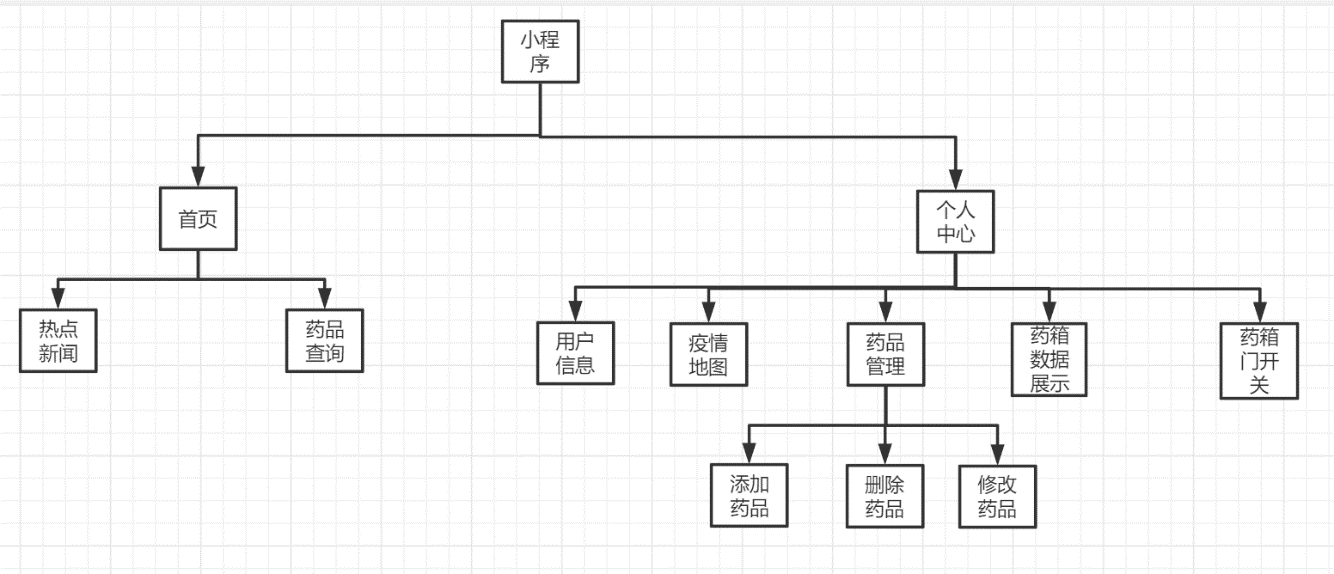 小程
序
首页
个人
中心
热点
新闻
药品
查询
用户
信息
疫情
地图
药品
管理
药箱
数据
展示
药箱
门开
关
添加
药品
删除
药品
修改
药品